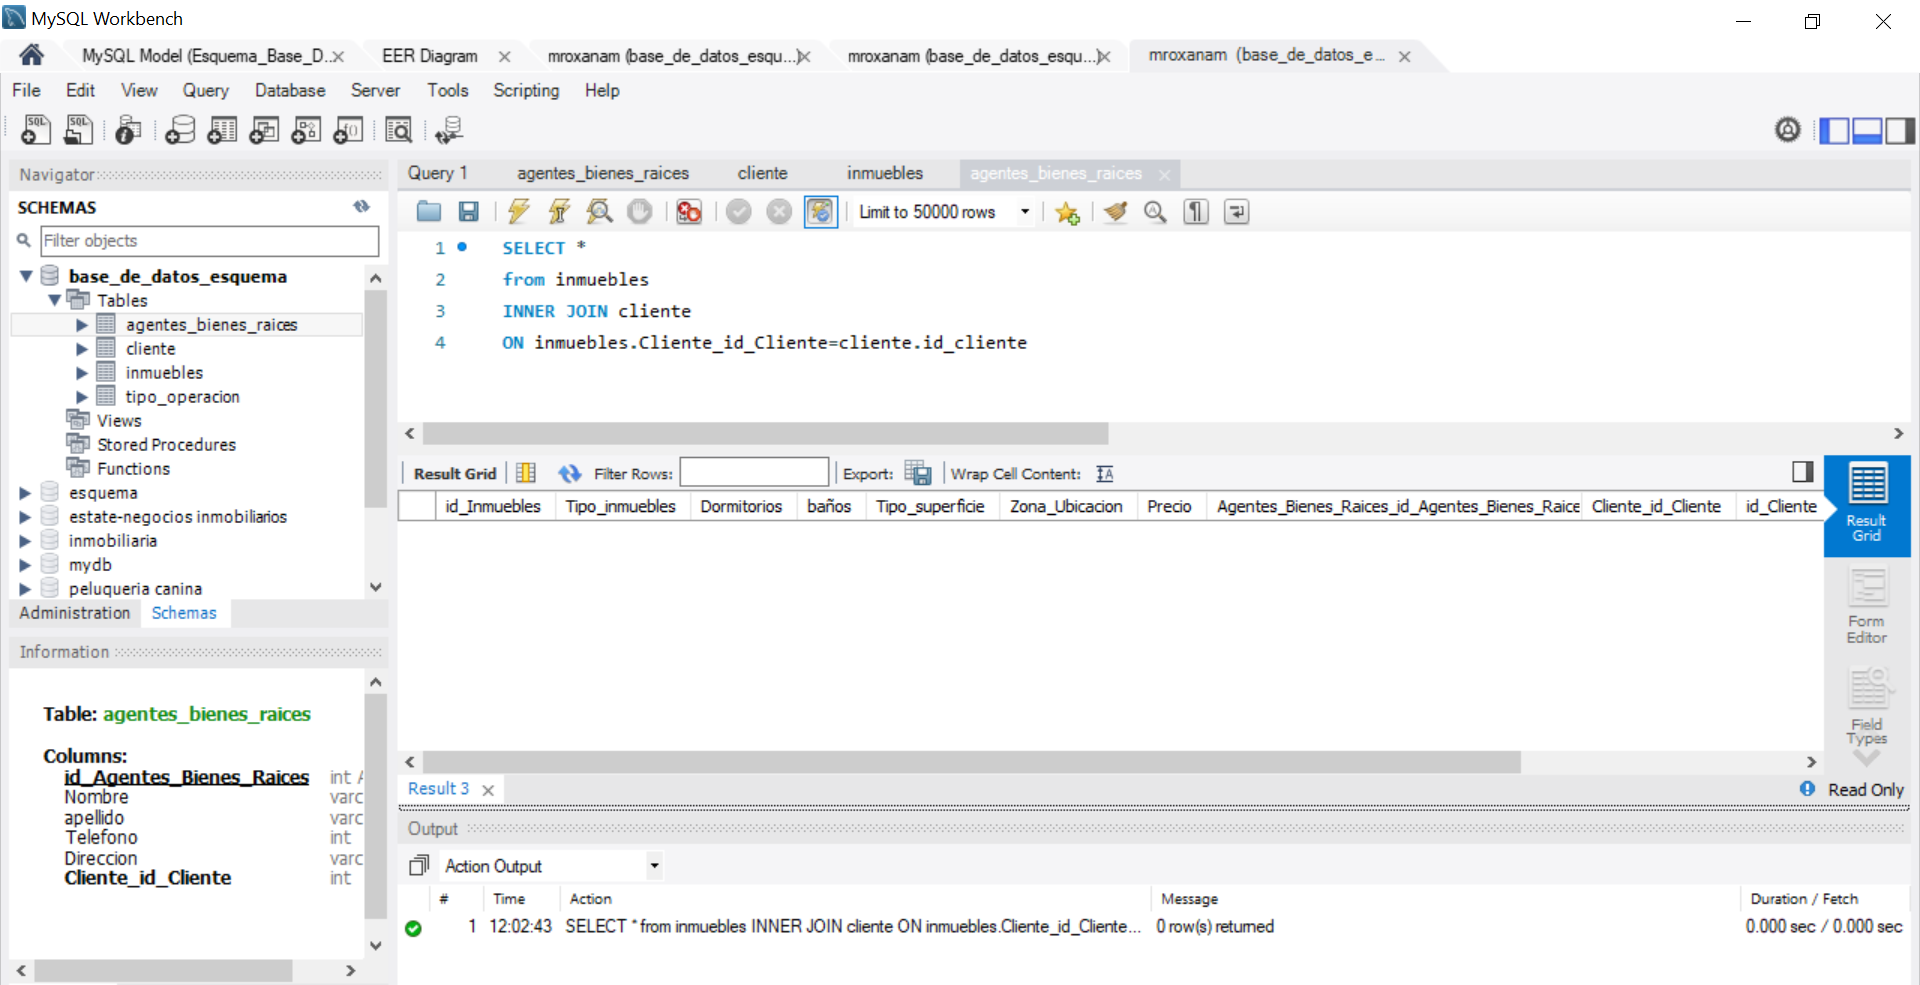 MySQL Workbench
MySQL Model (Esquema_Base_D...
EER Diagram
mroxanam (base_de_datos_esqu...)
mroxanam (base_de_datos_esqu...)
mroxanam (base_de_datos_e...
File Edit View Query Database Server Tools Scripting Help
Navigator
SCHEMAS
Filter objects
base_de_datos_esquema
Tables
agentes_bienes_raices
cliente
inmuebles
tipo_operacion
Views
Stored Procedures
Functions
esquema
estate-negocios inmobiliarios
inmobiliaria
mydb
peluqueria canina
Administration Schemas
Information
Table: agentes_bienes_raices
Columns:
id_Agentes_Bienes_Raices int A
Nombre varc
apellido varc
Telefono int
Direccion varc
Cliente_id_Cliente int
Query 1 agentes_bienes_raices cliente inmuebles agentes_bienes_raices
Limit to 50000 rows
1 SELECT *
2 from inmuebles
3 INNER JOIN cliente
4 ON inmuebles.Cliente_id_Cliente=cliente.id_cliente
Result Grid Filter Rows: Export: Wrap Cell Content:
id_Inmuebles Tipo_inmuebles Dormitorios baños Tipo_superficie Zona_Ubicacion Precio Agentes_Bienes_Raices_id_Agentes_Bienes_Raice Cliente_id_Cliente id_Cliente
Result
Grid
Form
Editor
Field
Types
Result 3
Read Only
Output
Action Output
# Time Action Message Duration / Fetch
1 12:02:43 SELECT * from inmuebles INNER JOIN cliente ON inmuebles.Cliente_id_Cliente... 0 row(s) returned 0.000 sec / 0.000 sec